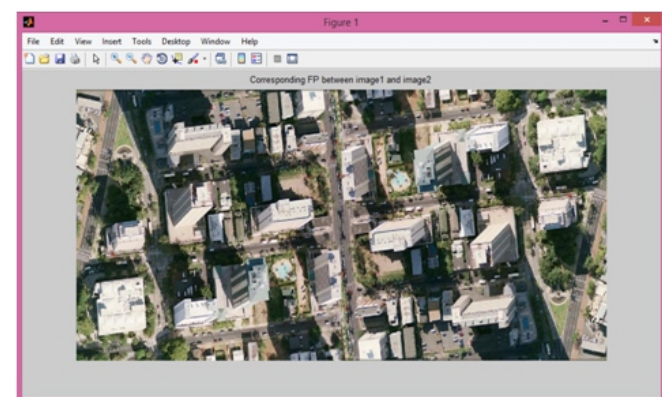 Figure 1
File Edit View Insert Tools Desktop Window Help
Corresponding FP between image1 and image2